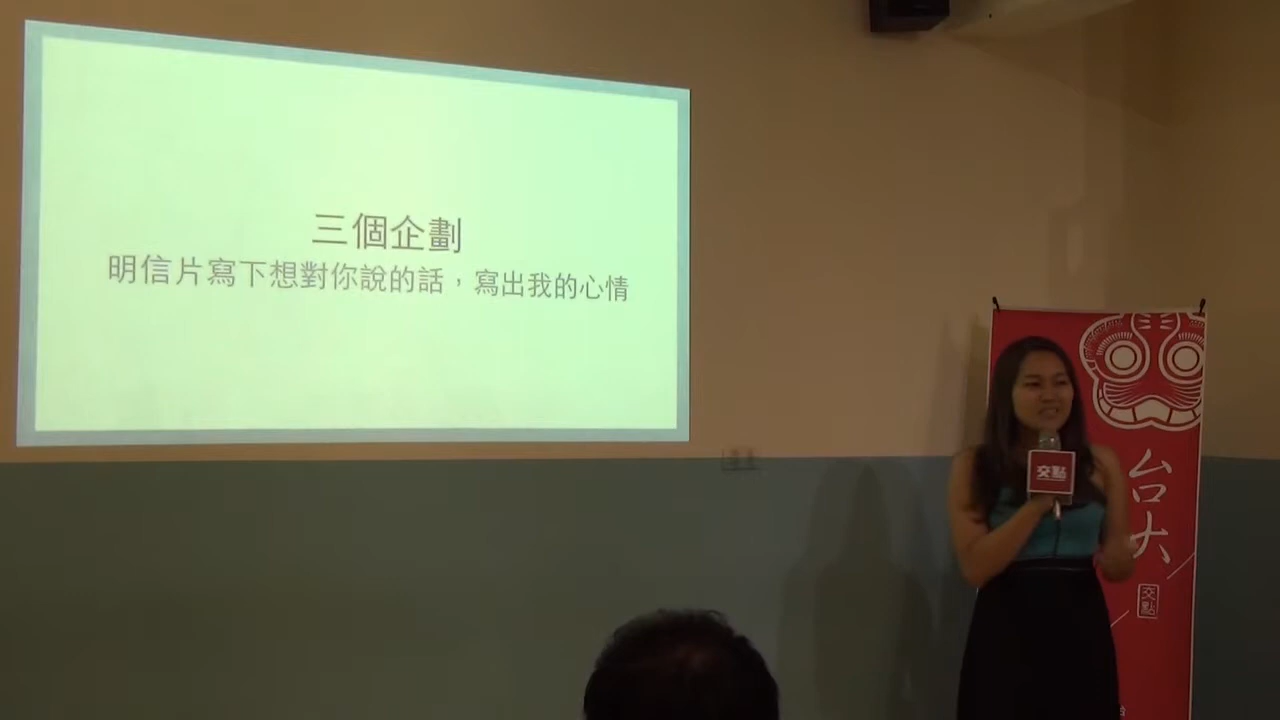 三個企劃
明信片寫下想對你說的話，寫出我的心情
交點
台大
交點